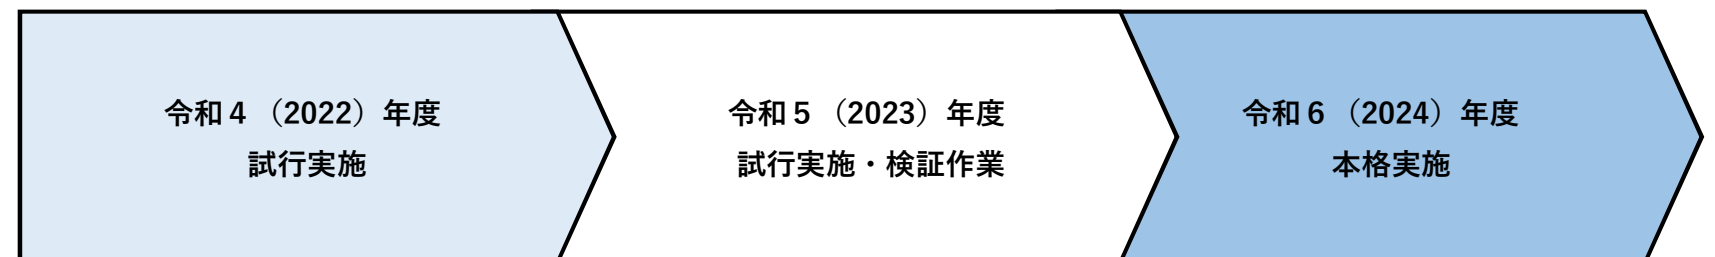 令和４（2022）年度
試行実施
令和５（2023）年度
試行実施・検証作業
令和６（2024）年度
本格実施